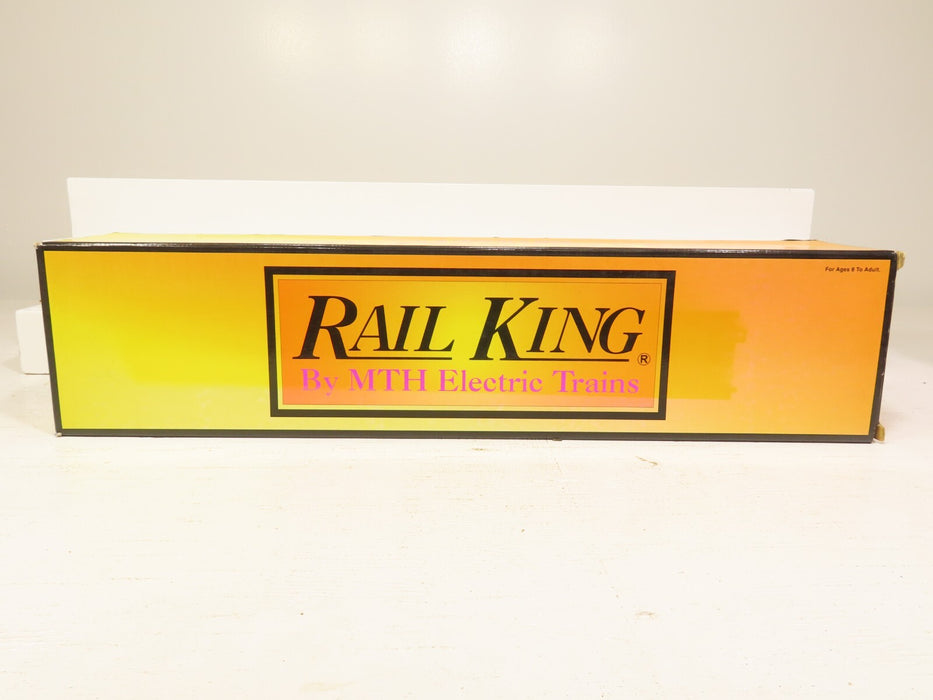 For Ages 8 To Adult.
RAIL KING ®
By MTH Electric Trains